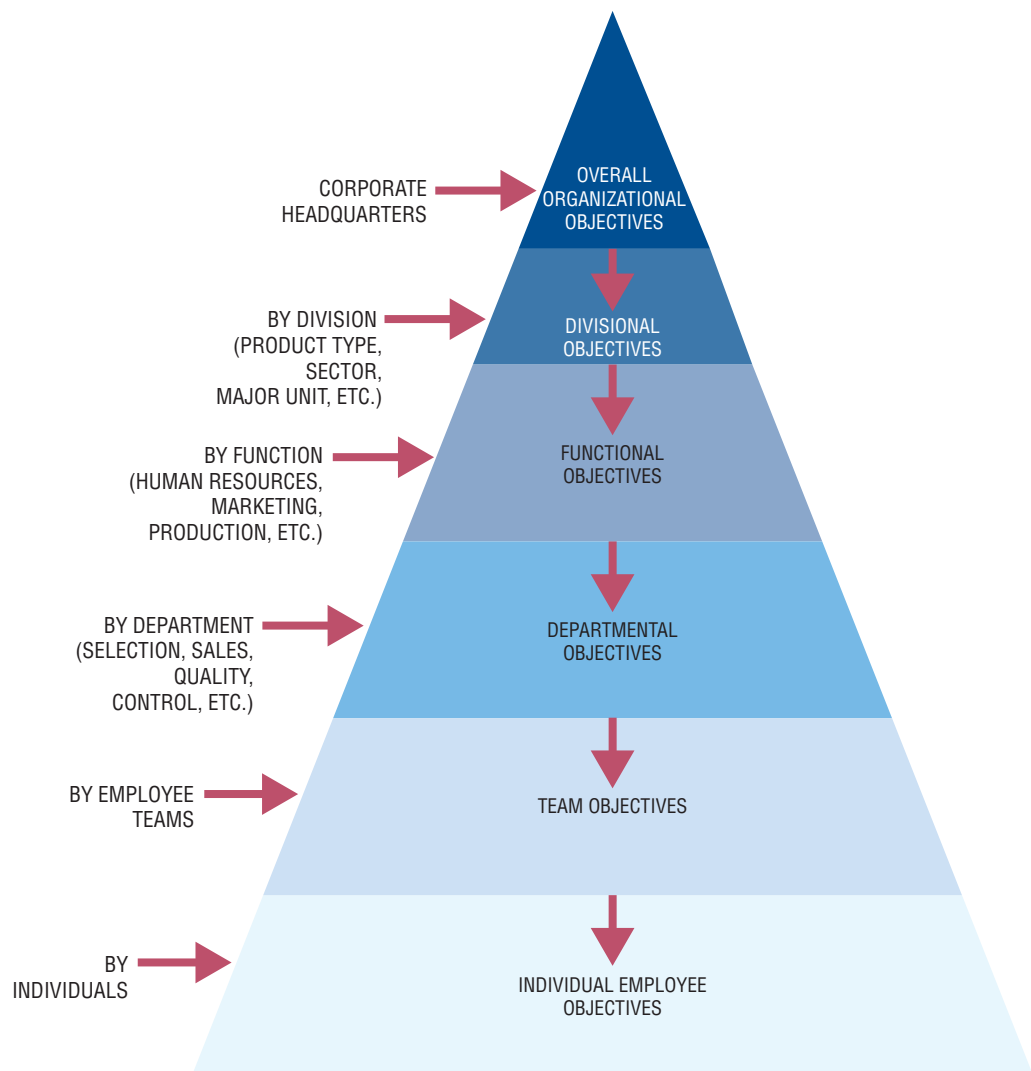 CORPORATE
HEADQUARTERS
OVERALL
ORGANIZATIONAL
OBJECTIVES
BY DIVISION
(PRODUCT TYPE,
SECTOR,
MAJOR UNIT, ETC.)
DIVISIONAL
OBJECTIVES
BY FUNCTION
(HUMAN RESOURCES,
MARKETING,
PRODUCTION, ETC.)
FUNCTIONAL
OBJECTIVES
BY DEPARTMENT
(SELECTION, SALES,
QUALITY,
CONTROL, ETC.)
DEPARTMENTAL
OBJECTIVES
BY EMPLOYEE
TEAMS
TEAM OBJECTIVES
BY
INDIVIDUALS
INDIVIDUAL EMPLOYEE
OBJECTIVES